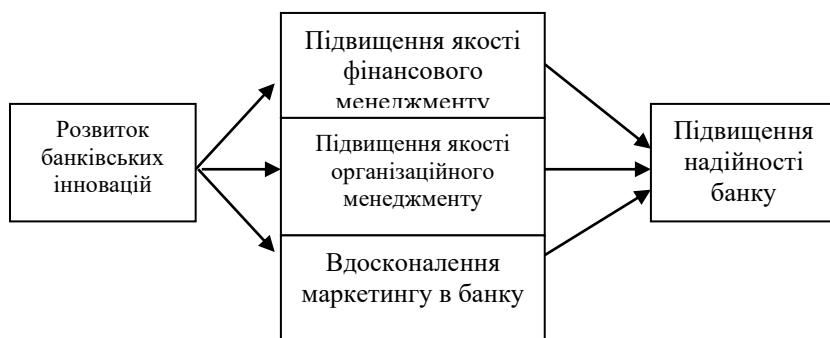 Розвиток
банківських
інновацій
Підвищення якості
фінансового
менеджменту
Підвищення якості
організаційного
менеджменту
Вдосконалення
маркетингу в банку
Підвищення
надійності
банку